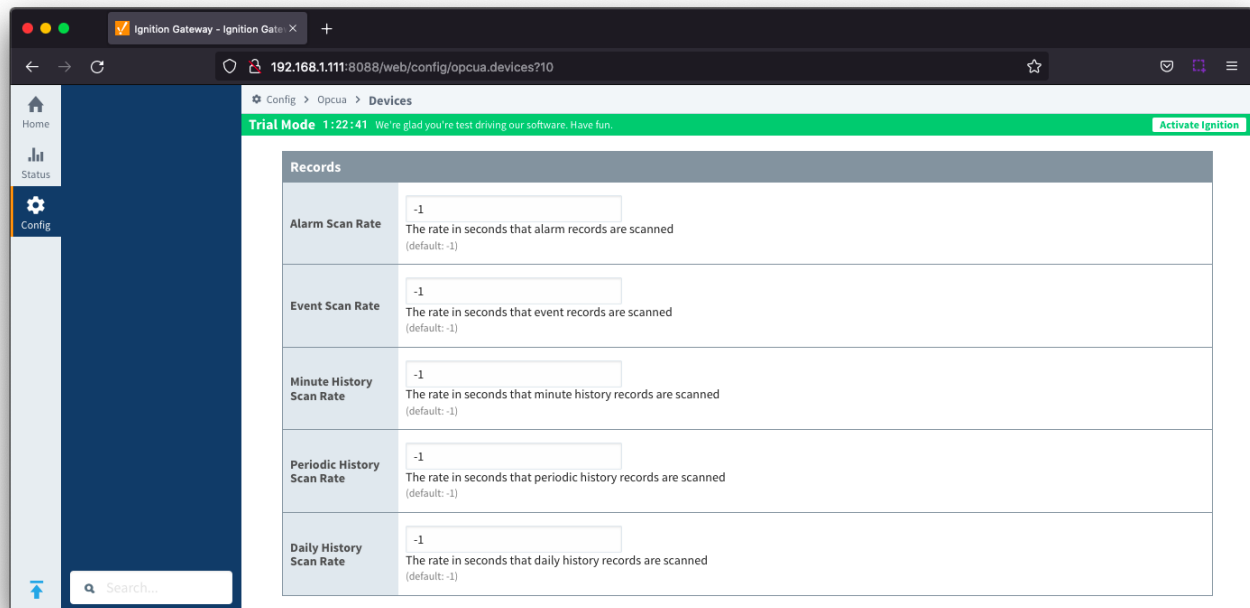 Ignition Gateway - Ignition Gate
192.168.1.111:8088/web/config/opcua.devices?10
Home
Status
Config
Config > Opcua > Devices
Trial Mode 1:22:41 We're glad you're test driving our software. Have fun.
Activate Ignition
Records
Alarm Scan Rate
-1
The rate in seconds that alarm records are scanned
(default: -1)
Event Scan Rate
-1
The rate in seconds that event records are scanned
(default: -1)
Minute History
Scan Rate
-1
The rate in seconds that minute history records are scanned
(default: -1)
Periodic History
Scan Rate
-1
The rate in seconds that periodic history records are scanned
(default: -1)
Daily History
Scan Rate
-1
The rate in seconds that daily history records are scanned
(default: -1)
Search...